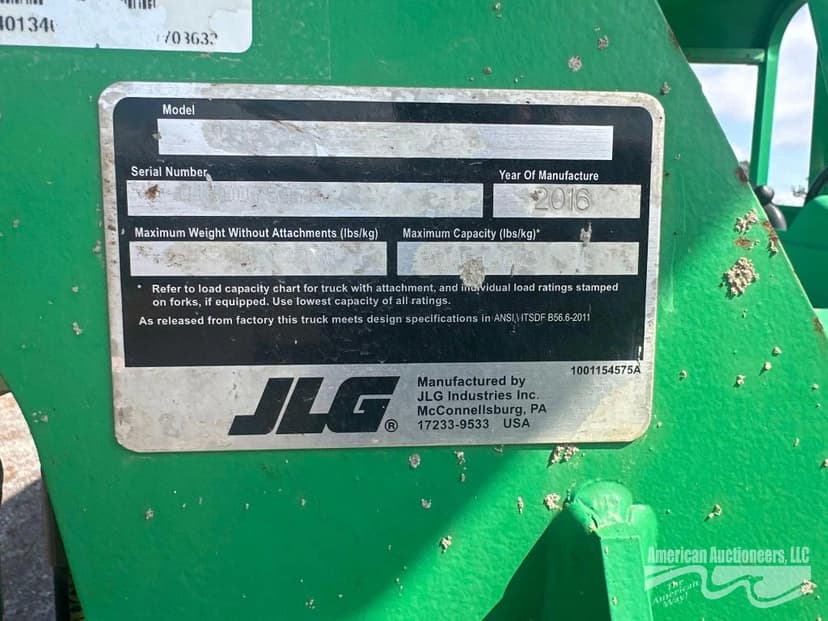 Model
Serial Number
Year Of Manufacture
2016
Maximum Weight Without Attachments (lbs/kg)
Maximum Capacity (lbs/kg)*
* Refer to load capacity chart for truck with attachment, and individual load ratings stamped
on forks, if equipped. Use lowest capacity of all ratings.
As released from factory this truck meets design specifications in ANSI\ITSDF B56.6-2011
1001154575A
JLG®
Manufactured by
JLG Industries Inc.
McConnellsburg, PA
17233-9533 USA
American Auctioneers, LLC
The
American
Way!